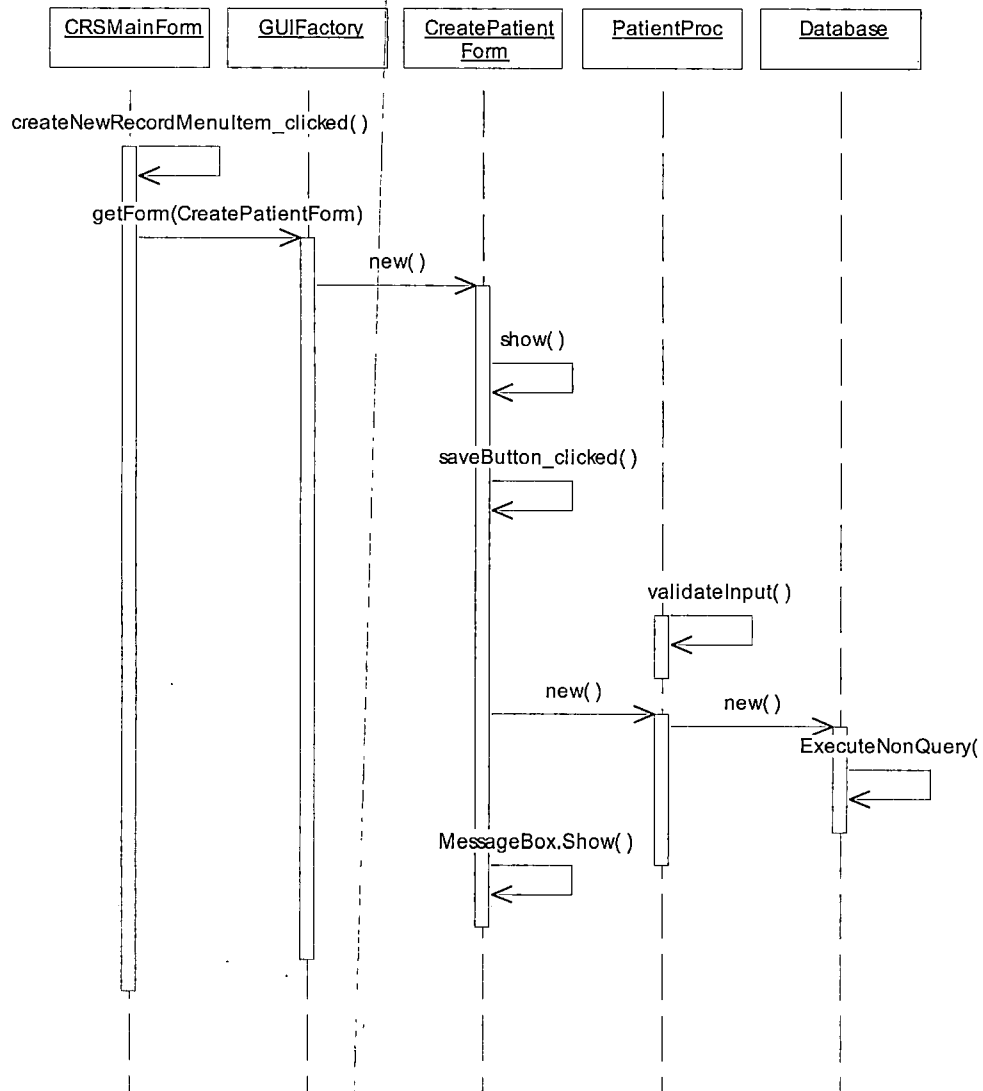 CRSMainForm
GUIFactory
CreatePatient
Form
PatientProc
Database
createNewRecordMenuItem_clicked( )
getForm(CreatePatientForm)
new( )
show( )
saveButton_clicked( )
validateInput( )
new( )
new( )
ExecuteNonQuery(
MessageBox.Show( )